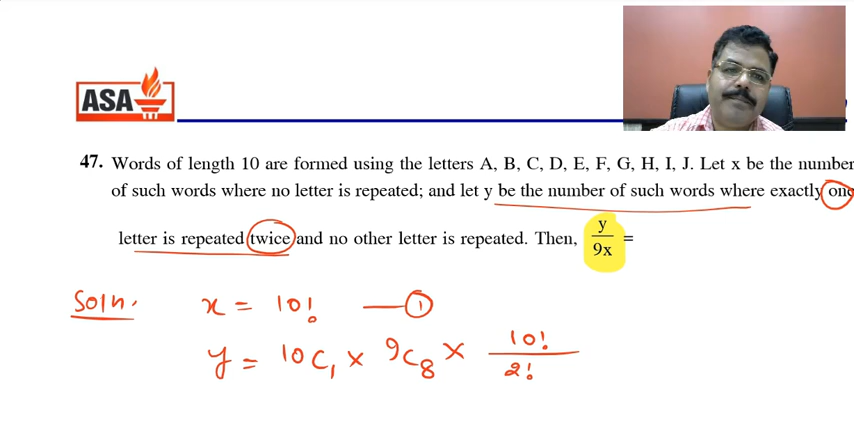 ASA
47. Words of length 10 are formed using the letters A, B, C, D, E, F, G, H, I, J. Let x be the number
of such words where no letter is repeated; and let y be the number of such words where exactly one
letter is repeated twice and no other letter is repeated. Then, y/9x =
Soln. x = 10! —①
y = 10C₁ × 9C₈ × 10!/2!